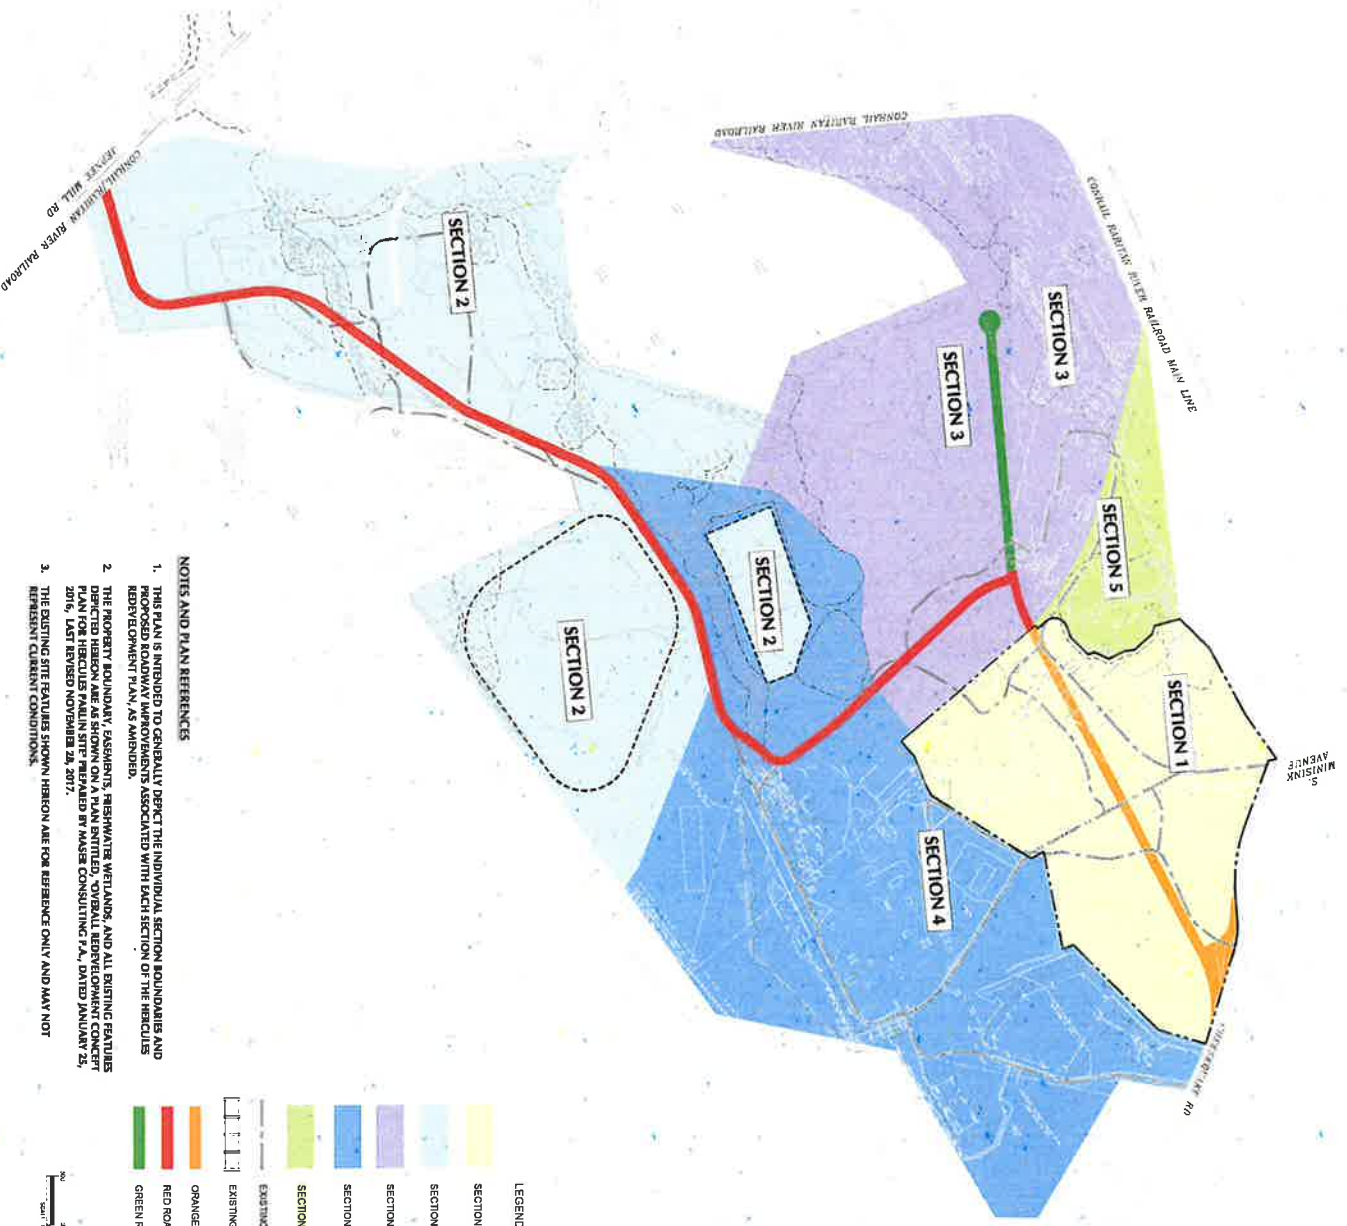 CONRAIL RARITAN RIVER RAILROAD
CONRAIL RARITAN RIVER RAILROAD MAIN LINE
CONRAIL/RARITAN RIVER RAILROAD
JERNEE MILL RD
S.
MINISINK
AVENUE
RD
SECTION 2
SECTION 3
SECTION 3
SECTION 5
SECTION 1
SECTION 2
SECTION 2
SECTION 4
NOTES AND PLAN REFERENCES
1. THIS PLAN IS INTENDED TO GENERALLY DEPICT THE INDIVIDUAL SECTION BOUNDARIES AND
PROPOSED ROADWAY IMPROVEMENTS ASSOCIATED WITH EACH SECTION OF THE HERCULES
REDEVELOPMENT PLAN, AS AMENDED.
2. THE PROPERTY BOUNDARY, EASEMENTS, FRESHWATER WETLANDS, AND ALL EXISTING FEATURES
DEPICTED HEREON ARE AS SHOWN ON A PLAN ENTITLED, "OVERALL REDEVELOPMENT CONCEPT
PLAN FOR HERCULES PARLIN SITE" PREPARED BY MASER CONSULTING P.A., DATED JANUARY 25,
2016, LAST REVISED NOVEMBER 28, 2017.
3. THE EXISTING SITE FEATURES SHOWN HEREON ARE FOR REFERENCE ONLY AND MAY NOT
REPRESENT CURRENT CONDITIONS.
LEGEND
SECTION
SECTION
SECTION
SECTION
SECTION
EXISTING
EXISTING
ORANGE
RED ROA
GREEN R